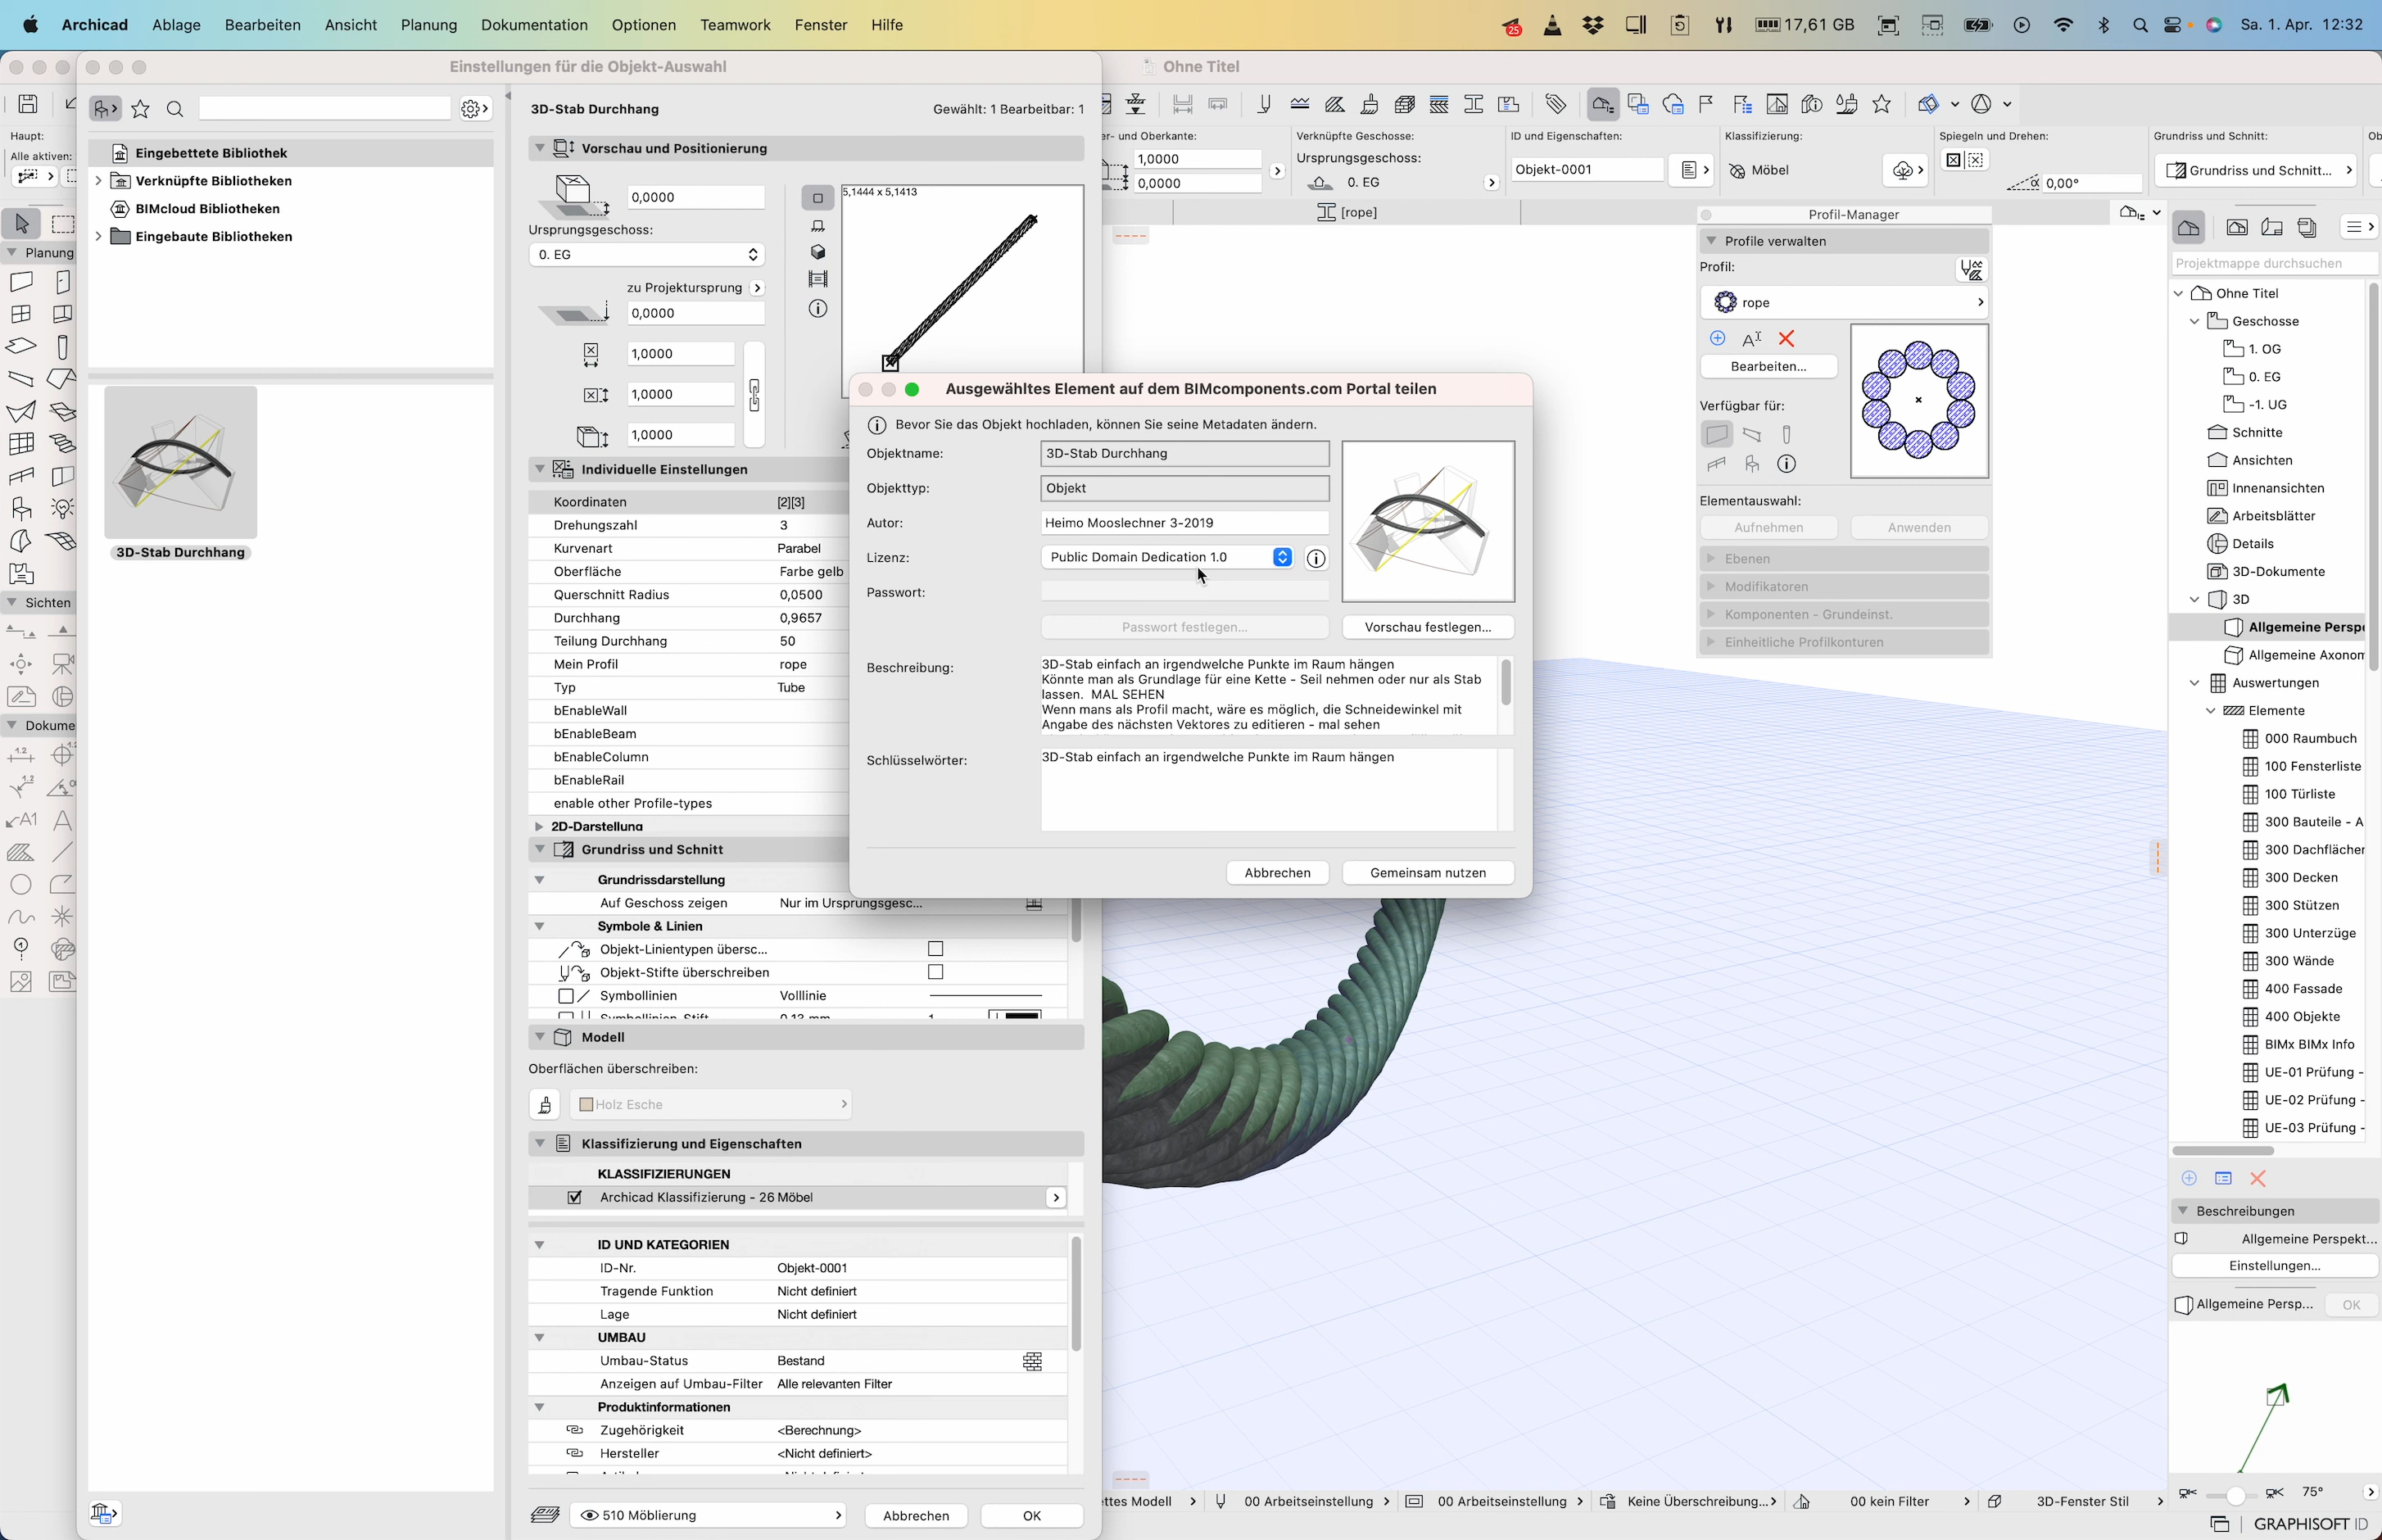 Archicad Ablage Bearbeiten Ansicht Planung Dokumentation Optionen Teamwork Fenster Hilfe 25 17,61 GB Sa. 1. Apr. 12:32
Einstellungen für die Objekt-Auswahl
Ohne Titel
Haupt:
Alle aktiven:
Planung
Sichten
Dokume
Eingebettete Bibliothek
Verknüpfte Bibliotheken
BIMcloud Bibliotheken
Eingebaute Bibliotheken
3D-Stab Durchhang
3D-Stab Durchhang Gewählt: 1 Bearbeitbar: 1
Vorschau und Positionierung
0,0000
Ursprungsgeschoss:
0. EG
zu Projektursprung
0,0000
1,0000
1,0000
1,0000
5,1444 x 5,1413
Individuelle Einstellungen
Koordinaten [2][3]
Drehungszahl 3
Kurvenart Parabel
Oberfläche Farbe gelb
Querschnitt Radius 0,0500
Durchhang 0,9657
Teilung Durchhang 50
Mein Profil rope
Typ Tube
bEnableWall
bEnableBeam
bEnableColumn
bEnableRail
enable other Profile-types
2D-Darstellung
Grundriss und Schnitt
Grundrissdarstellung
Auf Geschoss zeigen Nur im Ursprungsgesc...
Symbole & Linien
Objekt-Linientypen übersc...
Objekt-Stifte überschreiben
Symbollinien Volllinie
Symbollinien-Stift 0.13 mm 1
Modell
Oberflächen überschreiben:
Holz Esche
Klassifizierung und Eigenschaften
KLASSIFIZIERUNGEN
Archicad Klassifizierung - 26 Möbel
ID UND KATEGORIEN
ID-Nr. Objekt-0001
Tragende Funktion Nicht definiert
Lage Nicht definiert
UMBAU
Umbau-Status Bestand
Anzeigen auf Umbau-Filter Alle relevanten Filter
Produktinformationen
Zugehörigkeit <Berechnung>
Hersteller <Nicht definiert>
510 Möblierung Abbrechen OK
Ausgewähltes Element auf dem BIMcomponents.com Portal teilen
Bevor Sie das Objekt hochladen, können Sie seine Metadaten ändern.
Objektname: 3D-Stab Durchhang
Objekttyp: Objekt
Autor: Heimo Mooslechner 3-2019
Lizenz: Public Domain Dedication 1.0
Passwort:
Passwort festlegen... Vorschau festlegen...
Beschreibung: 3D-Stab einfach an irgendwelche Punkte im Raum hängen
Könnte man als Grundlage für eine Kette - Seil nehmen oder nur als Stab
lassen. MAL SEHEN
Wenn mans als Profil macht, wäre es möglich, die Schneidewinkel mit
Angabe des nächsten Vektores zu editieren - mal sehen
Schlüsselwörter: 3D-Stab einfach an irgendwelche Punkte im Raum hängen
Abbrechen Gemeinsam nutzen
er- und Oberkante:
1,0000
0,0000
Verknüpfte Geschosse:
Ursprungsgeschoss:
0. EG
ID und Eigenschaften:
Objekt-0001
Klassifizierung:
Möbel
Spiegeln und Drehen:
0,00°
Grundriss und Schnitt:
Grundriss und Schnitt...
Ob
[rope]
Profil-Manager
Profile verwalten
Profil:
rope
Bearbeiten...
Verfügbar für:
Elementauswahl:
Aufnehmen Anwenden
Ebenen
Modifikatoren
Komponenten - Grundeinst.
Einheitliche Profilkonturen
Projektmappe durchsuchen
Ohne Titel
Geschosse
1. OG
0. EG
-1. UG
Schnitte
Ansichten
Innenansichten
Arbeitsblätter
Details
3D-Dokumente
3D
Allgemeine Perspe
Allgemeine Axonom
Auswertungen
Elemente
000 Raumbuch
100 Fensterliste
100 Türliste
300 Bauteile - A
300 Dachflächen
300 Decken
300 Stützen
300 Unterzüge
300 Wände
400 Fassade
400 Objekte
BIMx BIMx Info
UE-01 Prüfung -
UE-02 Prüfung -
UE-03 Prüfung -
Beschreibungen
Allgemeine Perspekt...
Einstellungen...
Allgemeine Persp... OK
75°
ttes Modell 00 Arbeitseinstellung 00 Arbeitseinstellung Keine Überschreibung... 00 kein Filter 3D-Fenster Stil
GRAPHISOFT ID